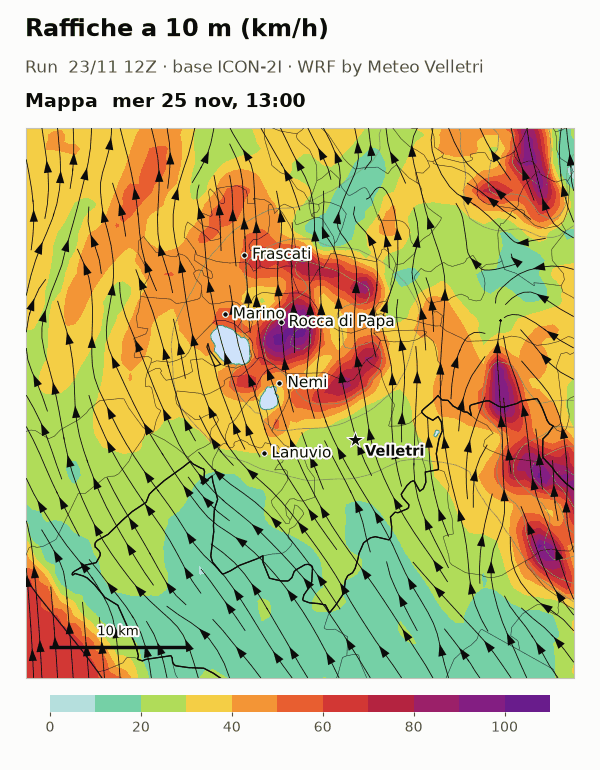 Raffiche a 10 m (km/h)
Run 23/11 12Z · base ICON-2I · WRF by Meteo Velletri
Mappa mer 25 nov, 13:00
Frascati
Marino
Rocca di Papa
Nemi
Velletri
Lanuvio
10 km
0 20 40 60 80 100